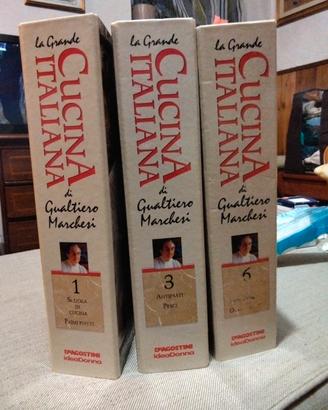 la Grande
CUCINA
ITALIANA
di
Gualtiero
Marchesi
1
SCUOLA
DI
CUCINA
PRIMI PIATTI
DeAGOSTINI
ideaDonna
la Grande
CUCINA
ITALIANA
di
Gualtiero
Marchesi
3
ANTIPASTI
PESCI
DeAGOSTINI
ideaDonna
la Grande
CUCINA
ITALIANA
di
Gualtiero
Marchesi
6
DeAGOSTINI
ideaDonna